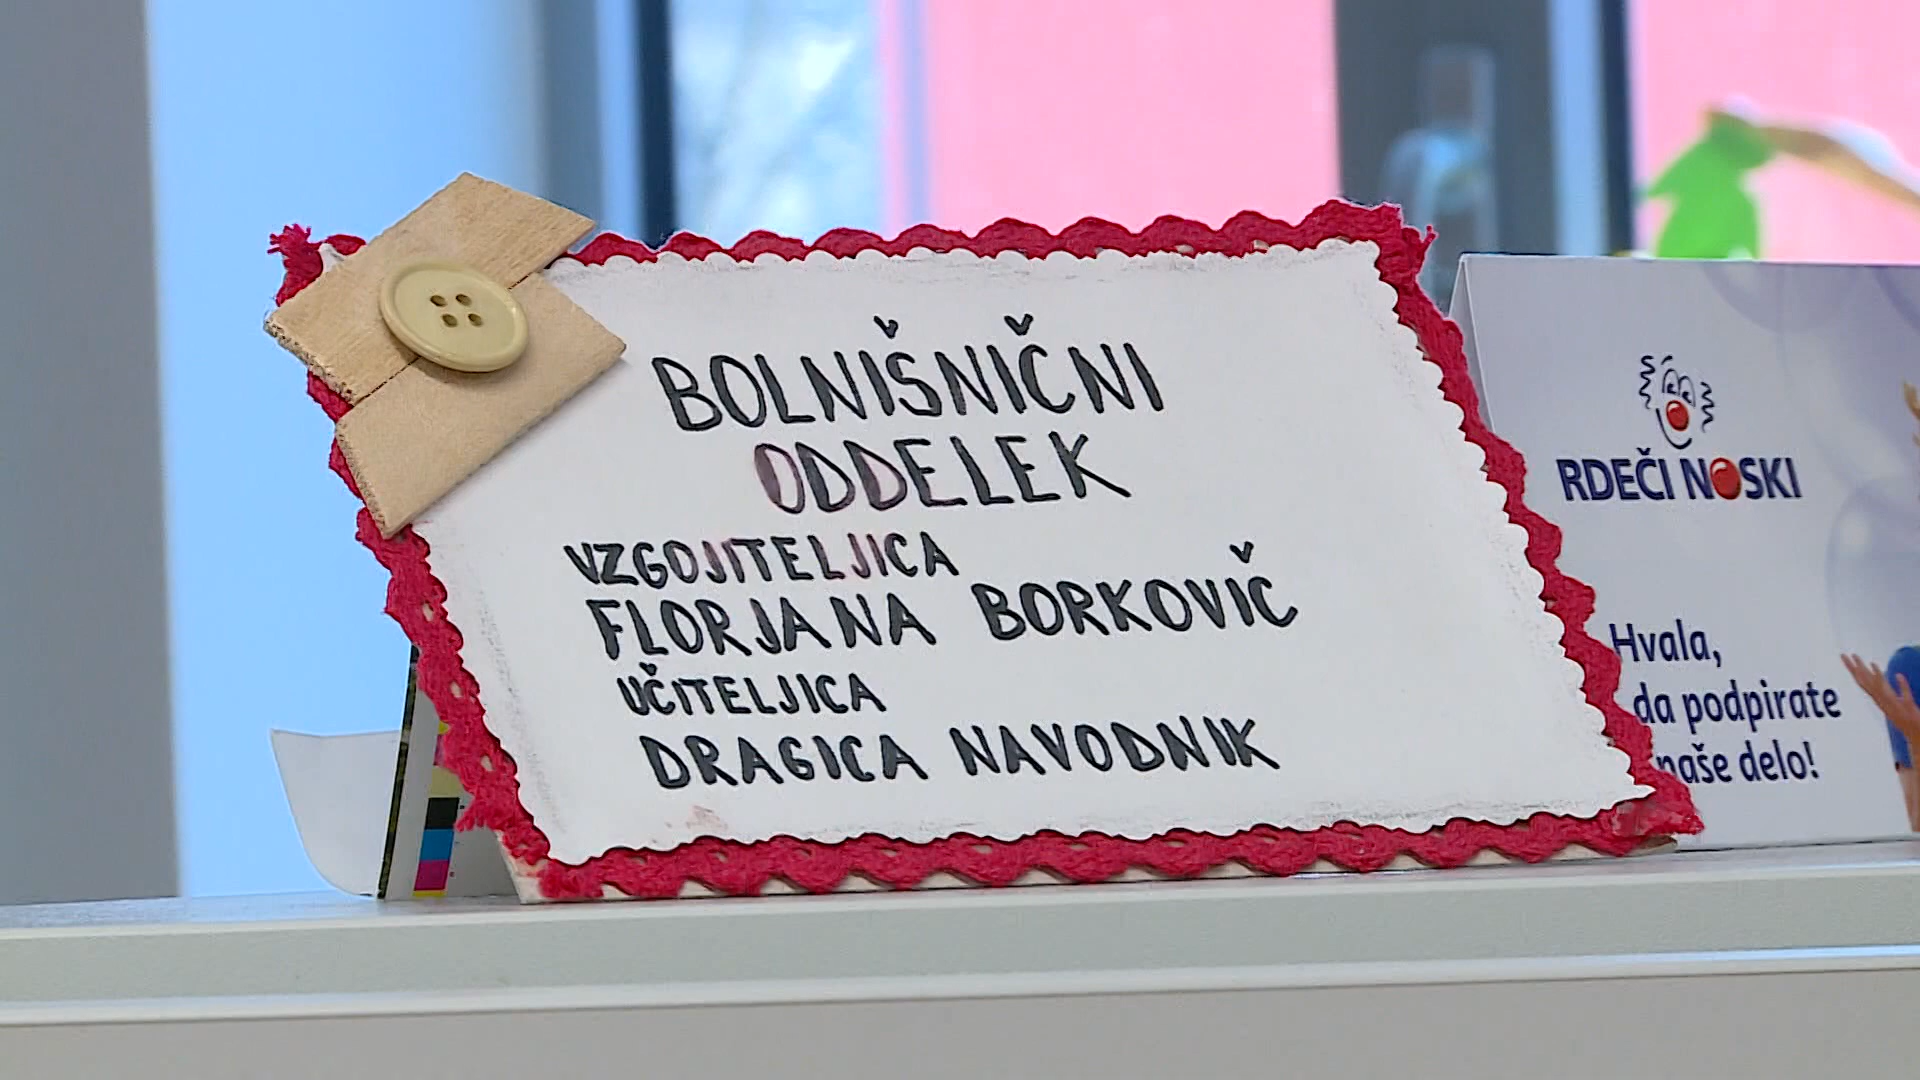 BOLNIŠNIČNI
ODDELEK
VZGOJITELJICA
FLORJANA BORKOVIČ
UČITELJICA
DRAGICA NAVODNIK
RDEČI NOSKI
Hvala,
da podpirate
naše delo!